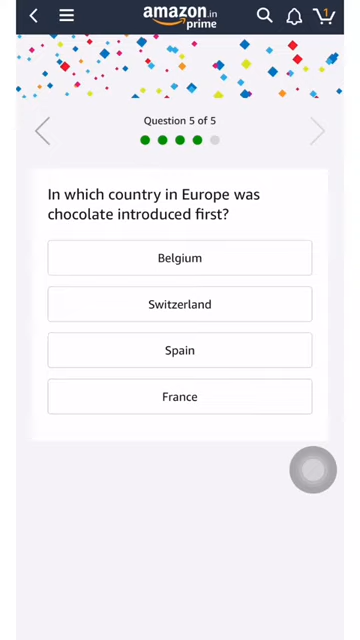 amazon.in
prime
1
Question 5 of 5
In which country in Europe was
chocolate introduced first?
Belgium
Switzerland
Spain
France